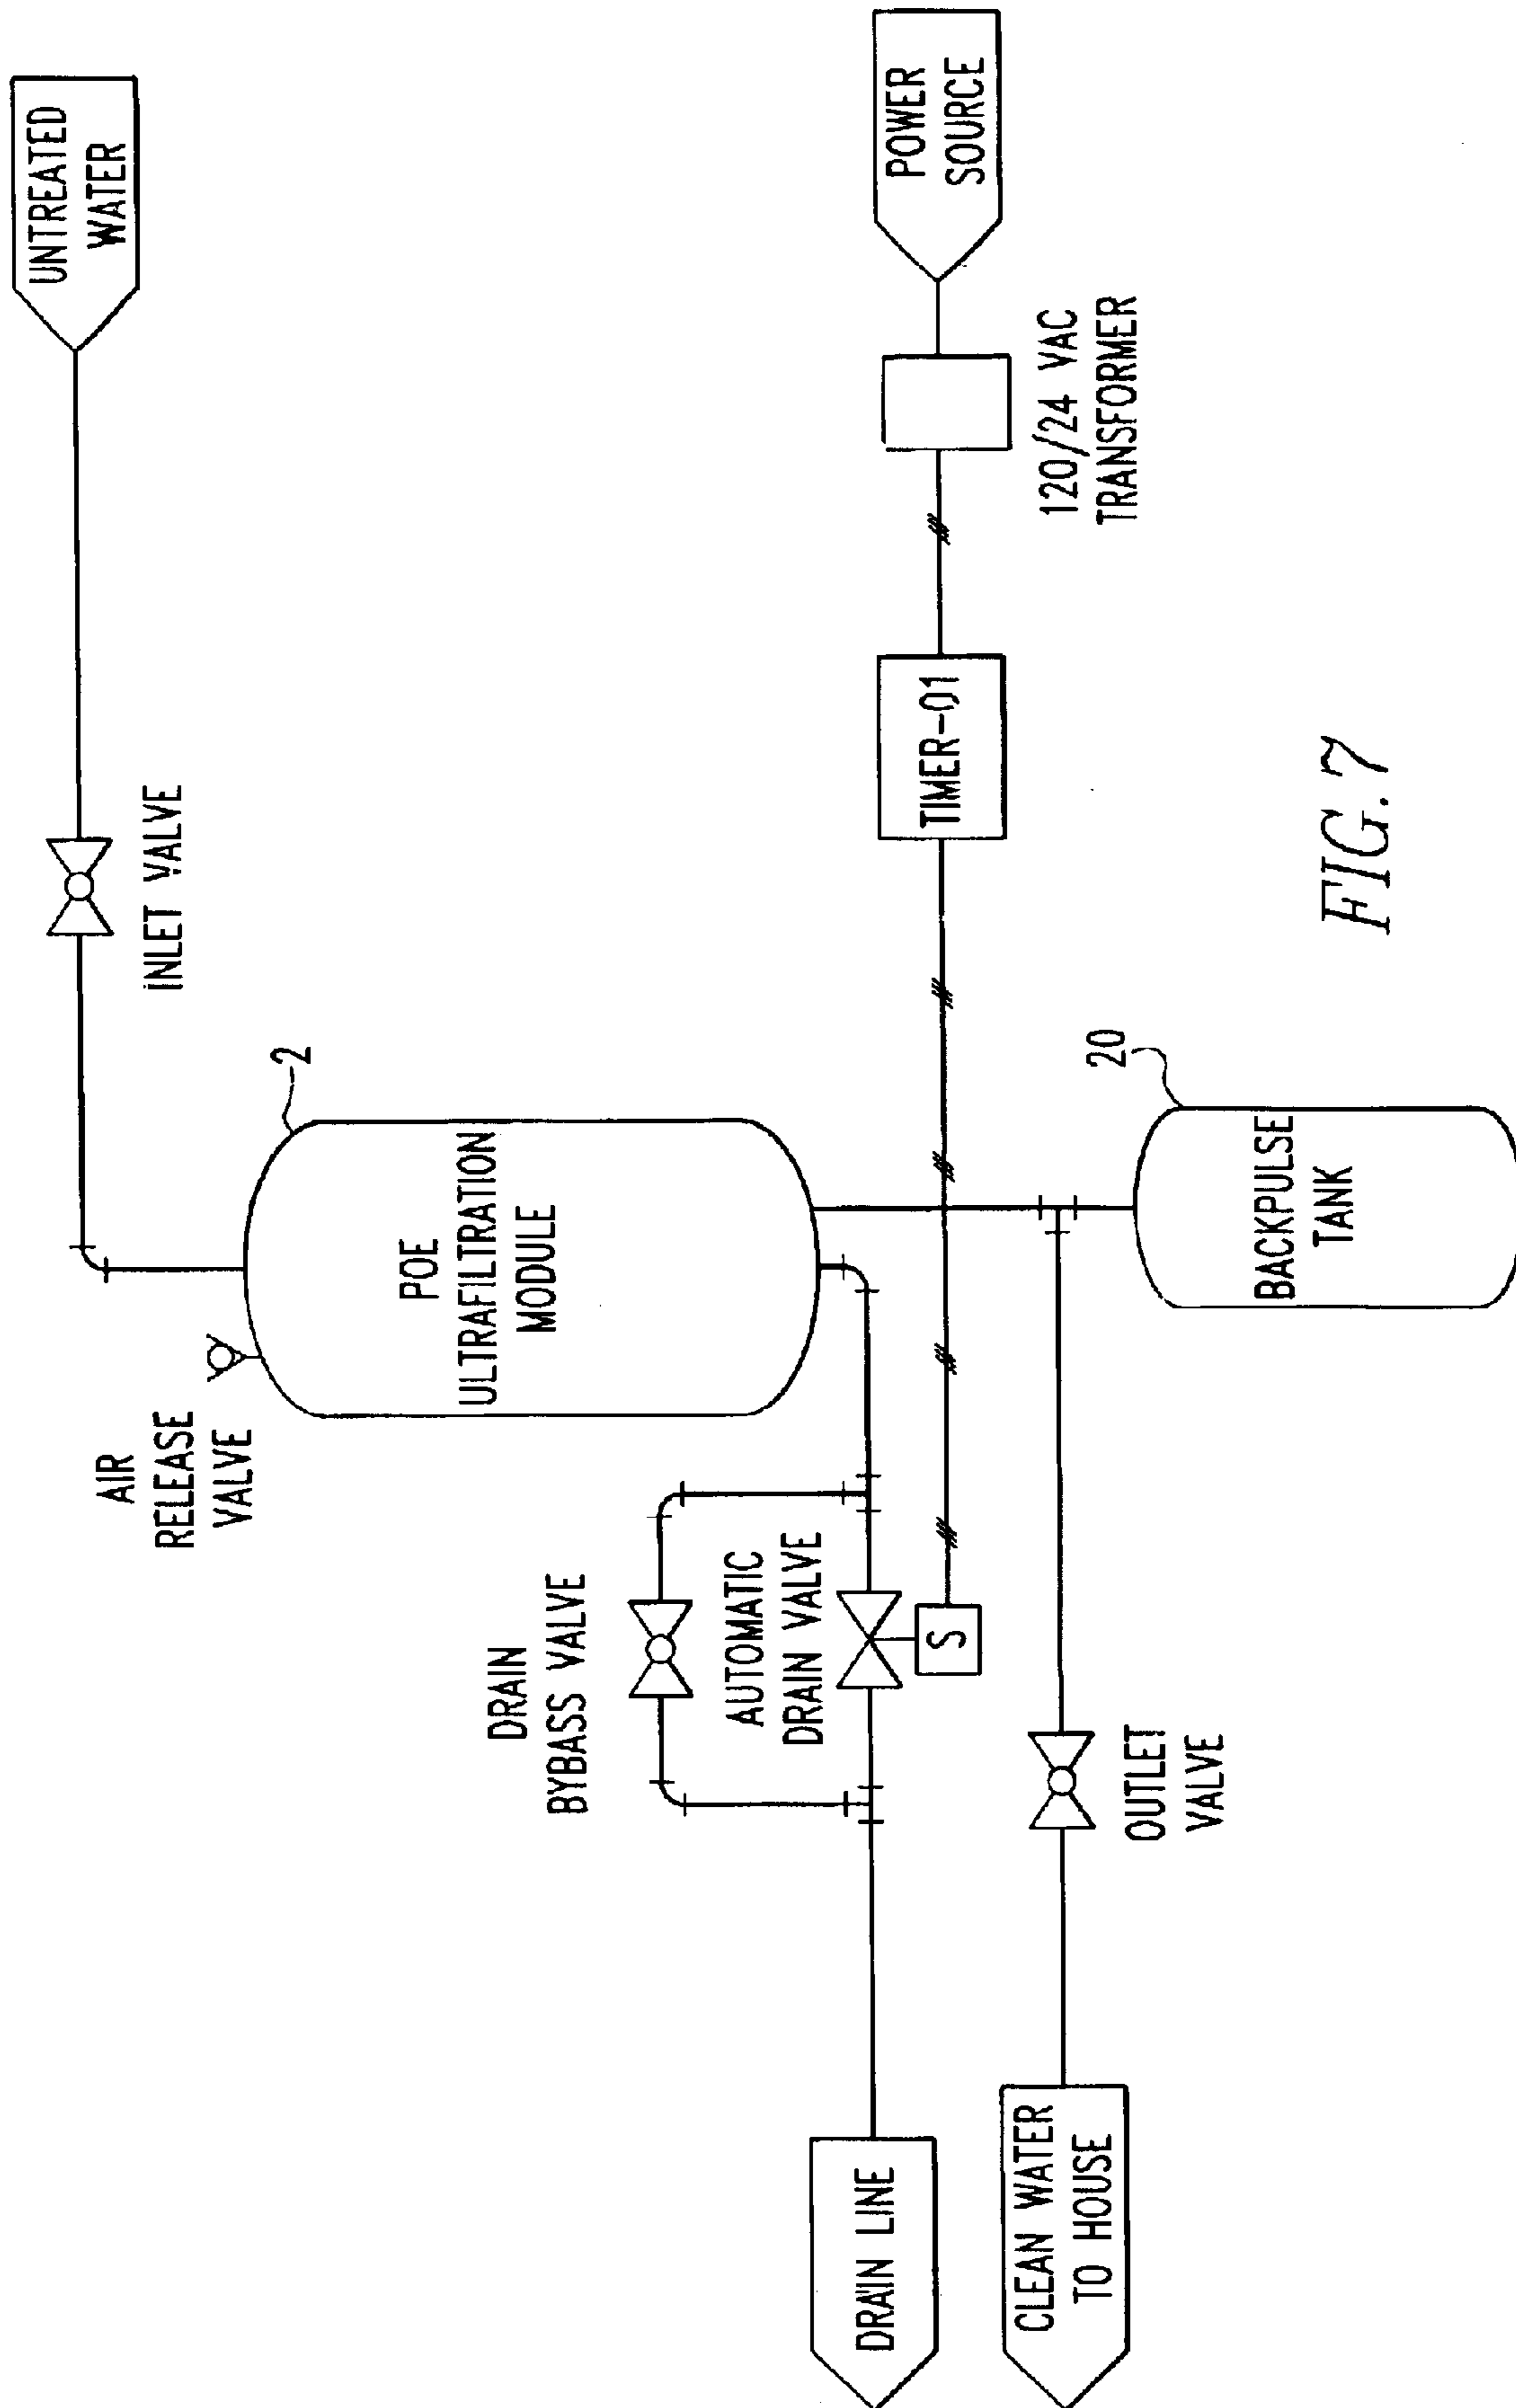 UNTREATED
WATER
INLET VALVE
AIR
RELEASE
VALVE
2
POE
ULTRAFILTRATION
MODULE
DRAIN
BYBASS VALVE
AUTOMATIC
DRAIN VALVE
S
DRAIN LINE
TIMER-01
120/24 VAC
TRANSFORMER
POWER
SOURCE
CLEAN WATER
TO HOUSE
OUTLET
VALVE
20
BACKPULSE
TANK
FIG. 7